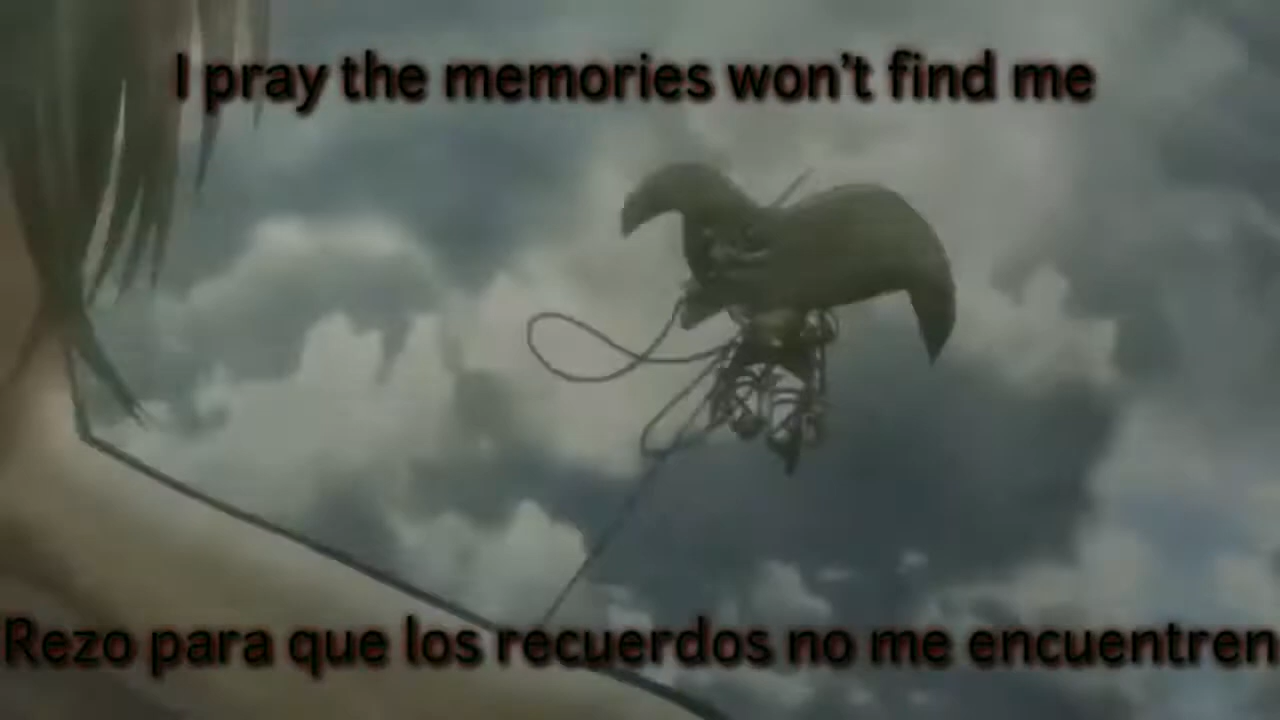 I pray the memories won't find me
Rezo para que los recuerdos no me encuentren